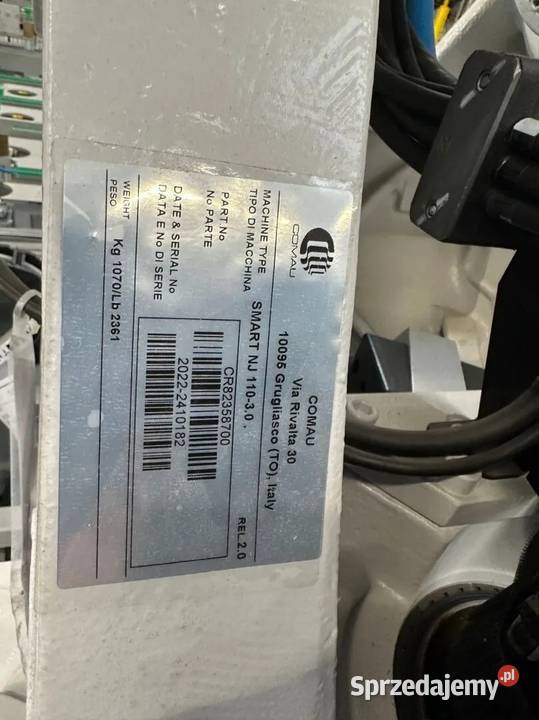 COMAU
COMAU
Via Rivalta 30
10095 Grugliasco (TO), Italy
MACHINE TYPE
TIPO DI MACCHINA
SMART NJ 110-3.0 ,
REL.2.0
PART No
No PARTE
CR82358700
DATE & SERIAL No
DATA E No DI SERIE
2022-2410182
WEIGHT
PESO
Kg 1070/Lb 2361
Sprzedajemy.pl